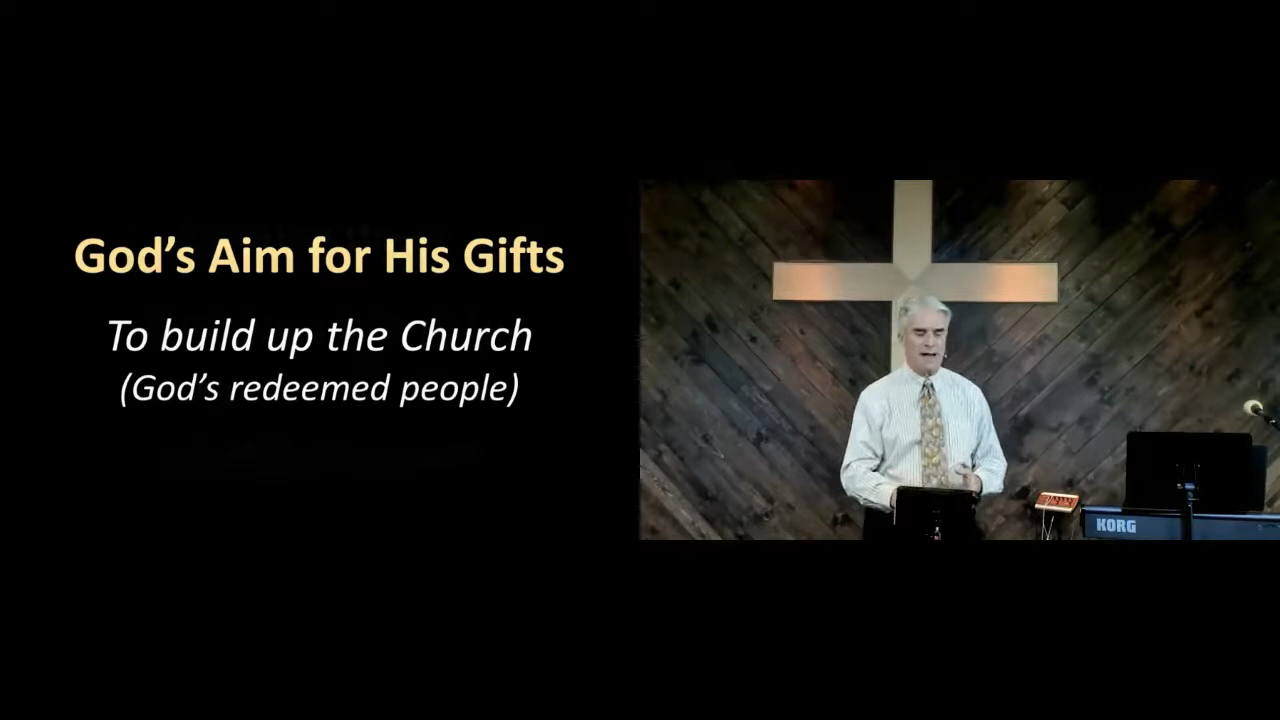 God's Aim for His Gifts
To build up the Church
(God's redeemed people)
KORG